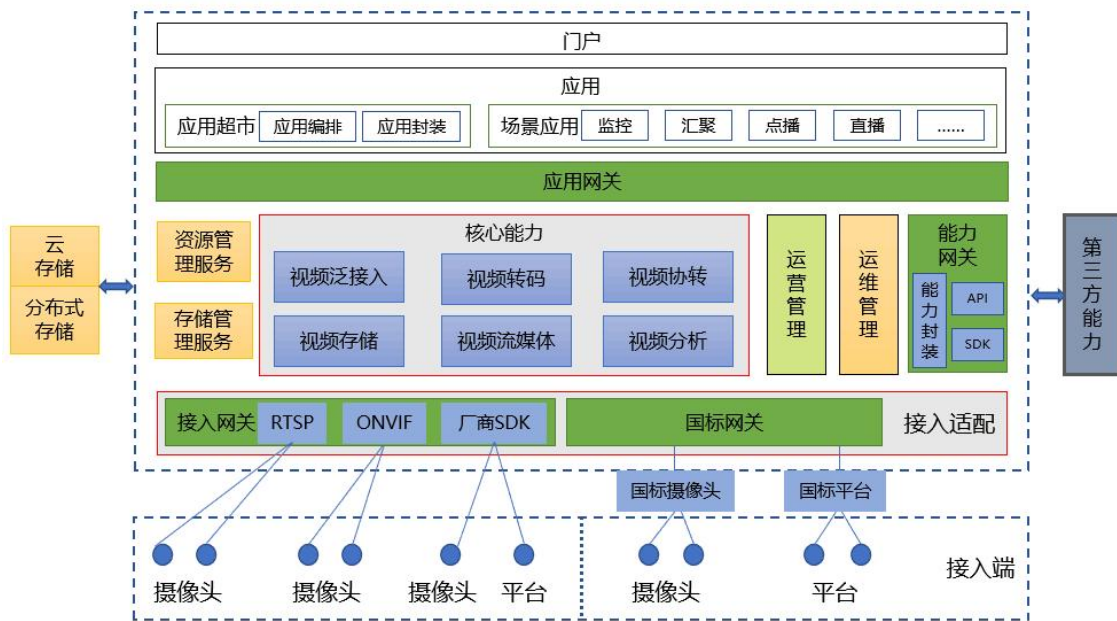 门户
应用
应用超市
应用编排
应用封装
场景应用
监控
汇聚
点播
直播
......
应用网关
云
存储
分布式
存储
资源管
理服务
存储管
理服务
核心能力
视频泛接入
视频转码
视频协转
视频存储
视频流媒体
视频分析
运营管理
运维管理
能力
网关
能力封装
API
SDK
第三方能力
接入网关
RTSP
ONVIF
厂商SDK
国标网关
接入适配
国标摄像头
国标平台
摄像头
摄像头
摄像头
平台
摄像头
平台
接入端